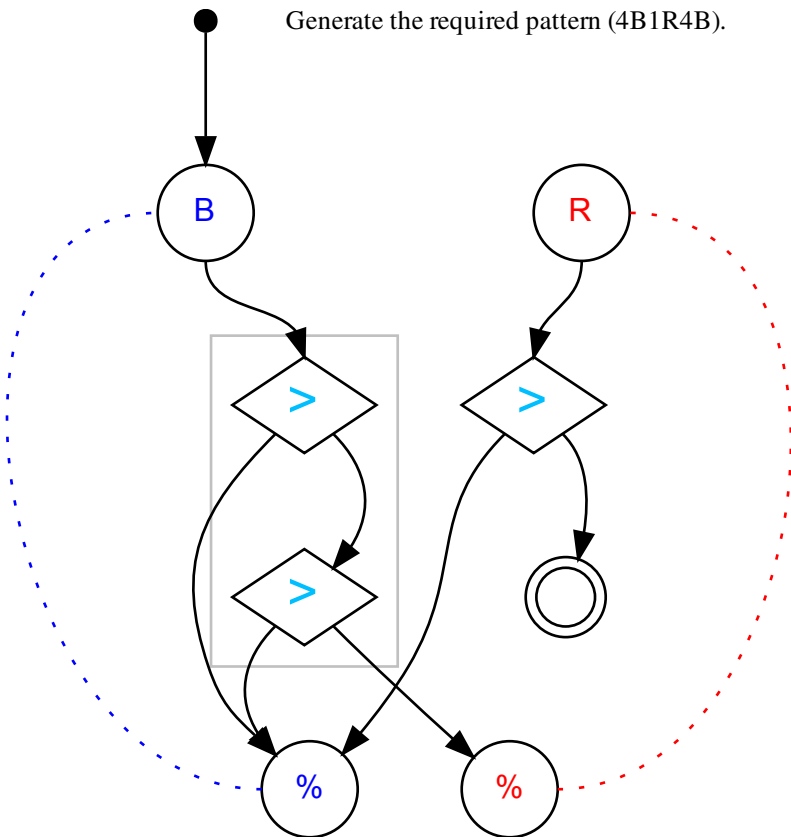 Generate the required pattern (4B1R4B).
B
R
>
>
>
%
%